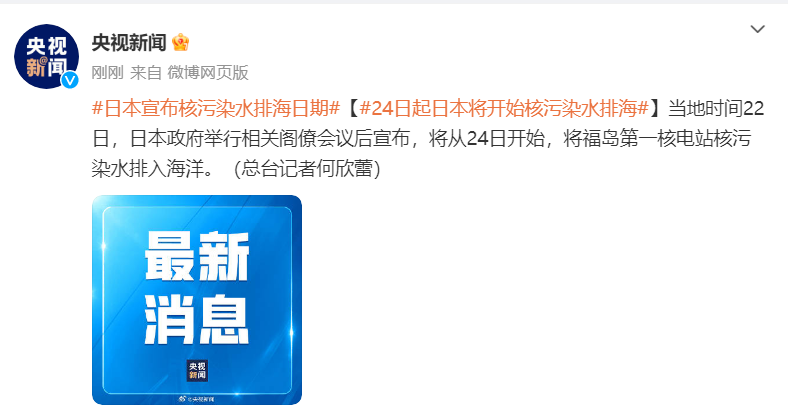 央视
新闻
央视新闻
刚刚 来自 微博网页版
#日本宣布核污染水排海日期#【#24日起日本将开始核污染水排海#】当地时间22
日，日本政府举行相关阁僚会议后宣布，将从24日开始，将福岛第一核电站核污
染水排入海洋。（总台记者何欣蕾）
最新
消息
央视
新闻
@央视新闻